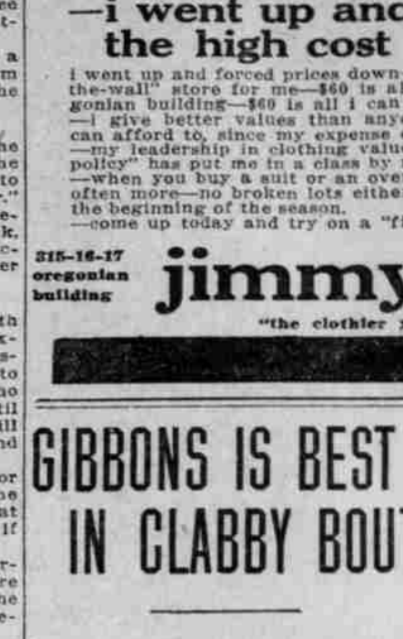 —i went up and
the high cost
i went up and forced prices down
the-wall" store for me—$60 is al
gonian building—$60 is all i can
—i give better values than any
can afford to, since my expense
—my leadership in clothing valu
policy" has put me in a class by
—when you buy a suit or an over
often more—no broken lots eithe
the beginning of the season.
—come up today and try on a "fi
315-16-17
oregonian
building
jimmy
"the clothier
GIBBONS IS BEST
IN CLABBY BOU